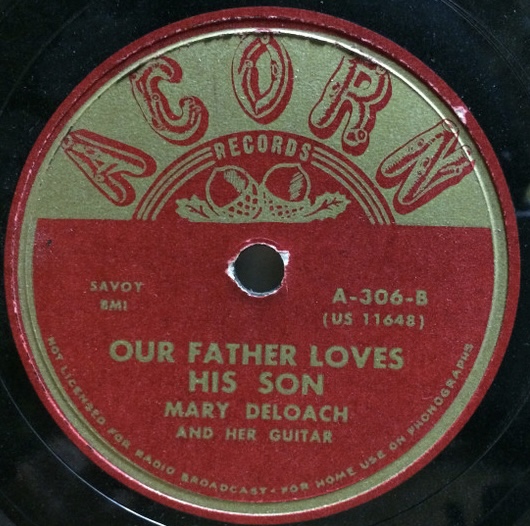 ACORN
RECORDS
SAVOY
BMI
A-306-B
(US 11648)
OUR FATHER LOVES
HIS SON
MARY DELOACH
AND HER GUITAR
NOT LICENSED FOR RADIO BROADCAST • FOR HOME USE ON PHONOGRAPHS